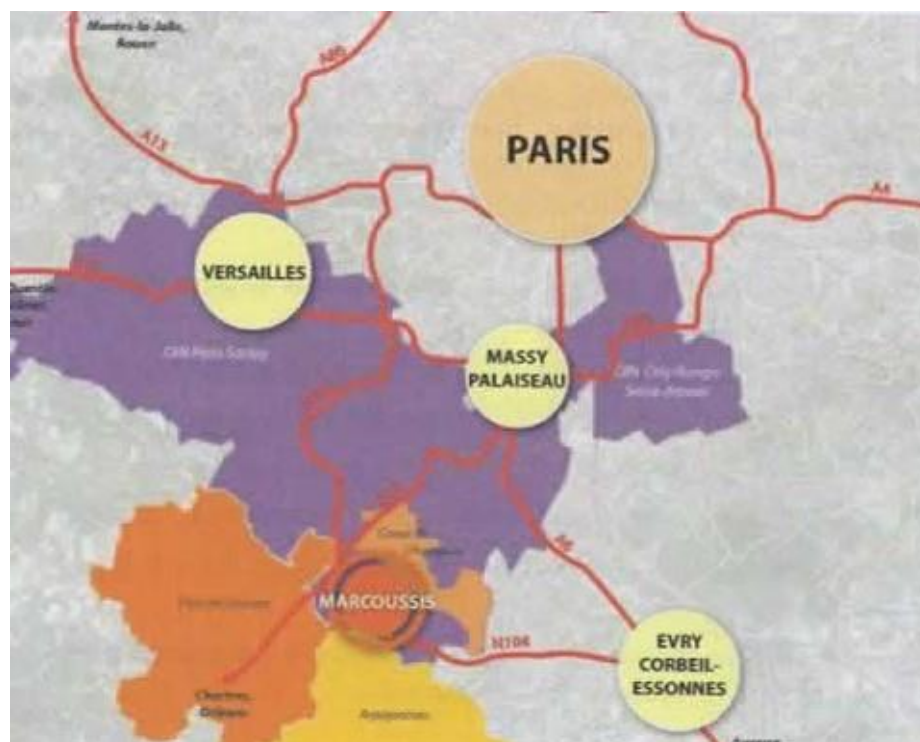 Mantes-la-Jolie,
Rouen
A86
PARIS
A13
A4
VERSAILLES
MASSY
PALAISEAU
OIN Paris Saclay
OIN Orly-Rungis
Seine-Amont
A6
MARCOUSSIS
N104
EVRY
CORBEIL-
ESSONNES
Chartres,
Orléans
Arpajonnais